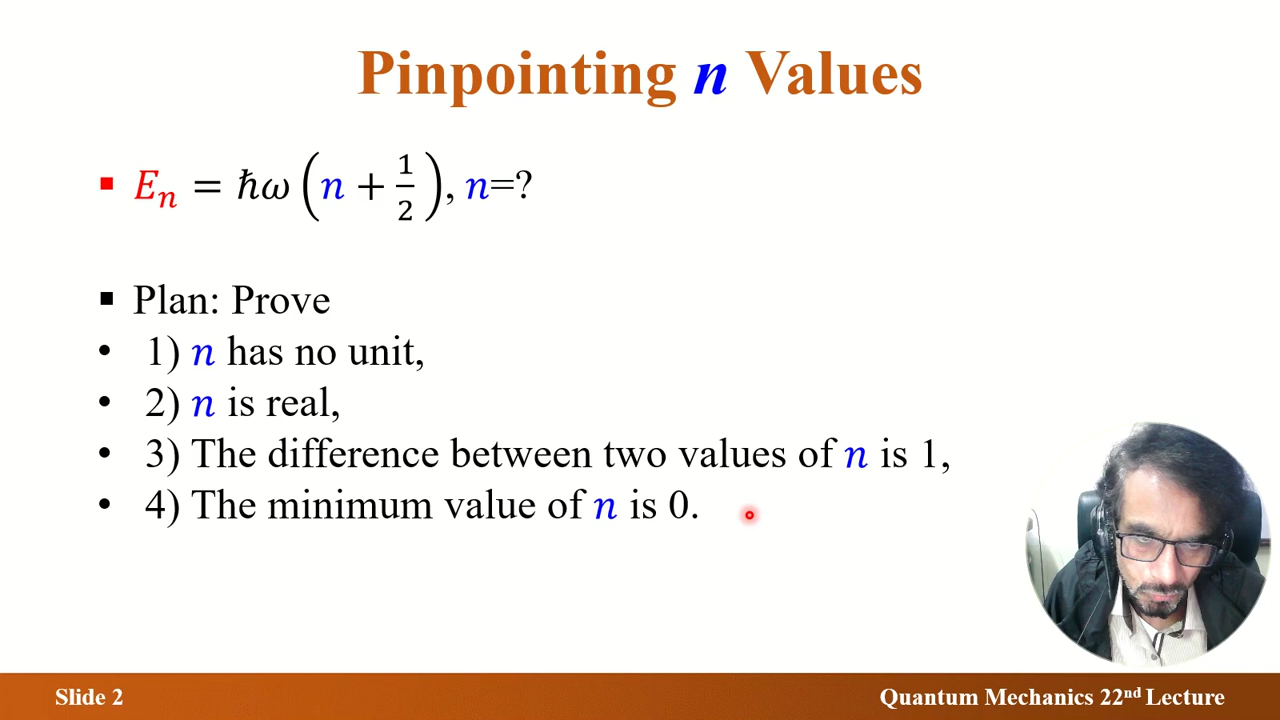 Pinpointing n Values
▪ Eₙ = ℏω(n + 1/2), n=?
▪ Plan: Prove
• 1) n has no unit,
• 2) n is real,
• 3) The difference between two values of n is 1,
• 4) The minimum value of n is 0.
Slide 2
Quantum Mechanics 22nd Lecture